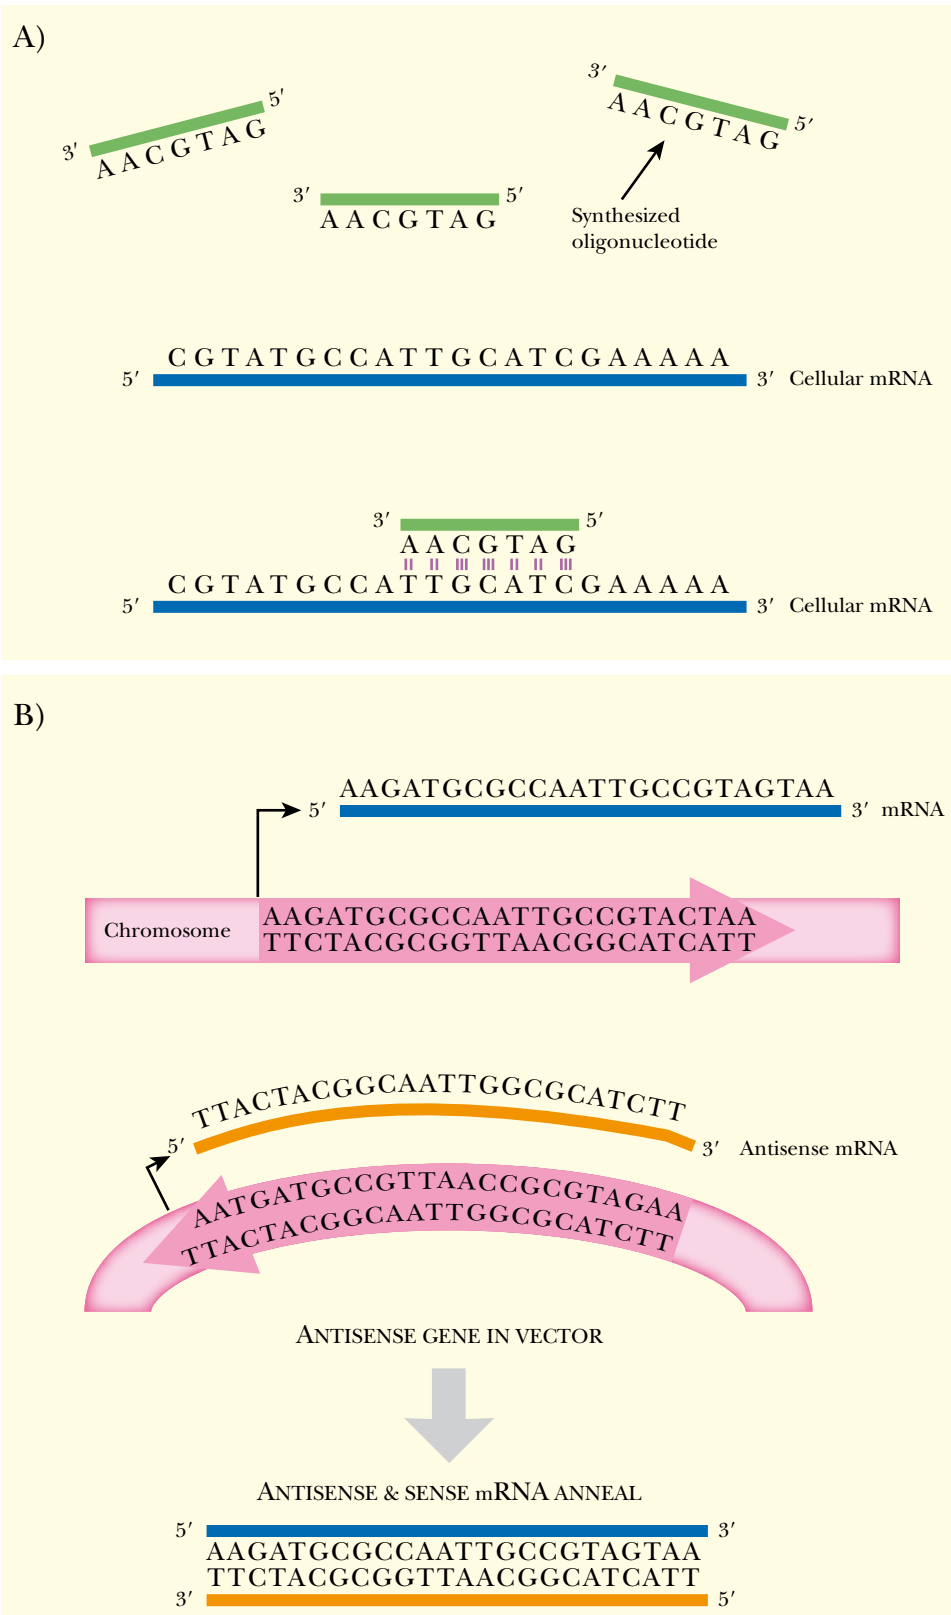 A)
3′ 5′
AACGTAG
3′ 5′
AACGTAG
3′ 5′
AACGTAG
Synthesized
oligonucleotide
CGTATGCCATTGCATCGAAAAA
5′ 3′ Cellular mRNA
3′ 5′
AACGTAG
CGTATGCCATTGCATCGAAAAA
5′ 3′ Cellular mRNA
B)
AAGATGCGCCAATTGCCGTAGTAA
5′ 3′ mRNA
Chromosome
AAGATGCGCCAATTGCCGTACTAA
TTCTACGCGGTTAACGGCATCATT
TTACTACGGCAATTGGCGCATCTT
5′ 3′ Antisense mRNA
AATGATGCCGTTAACCGCGTAGAA
TTACTACGGCAATTGGCGCATCTT
ANTISENSE GENE IN VECTOR
ANTISENSE & SENSE mRNA ANNEAL
5′ 3′
AAGATGCGCCAATTGCCGTAGTAA
TTCTACGCGGTTAACGGCATCATT
3′ 5′